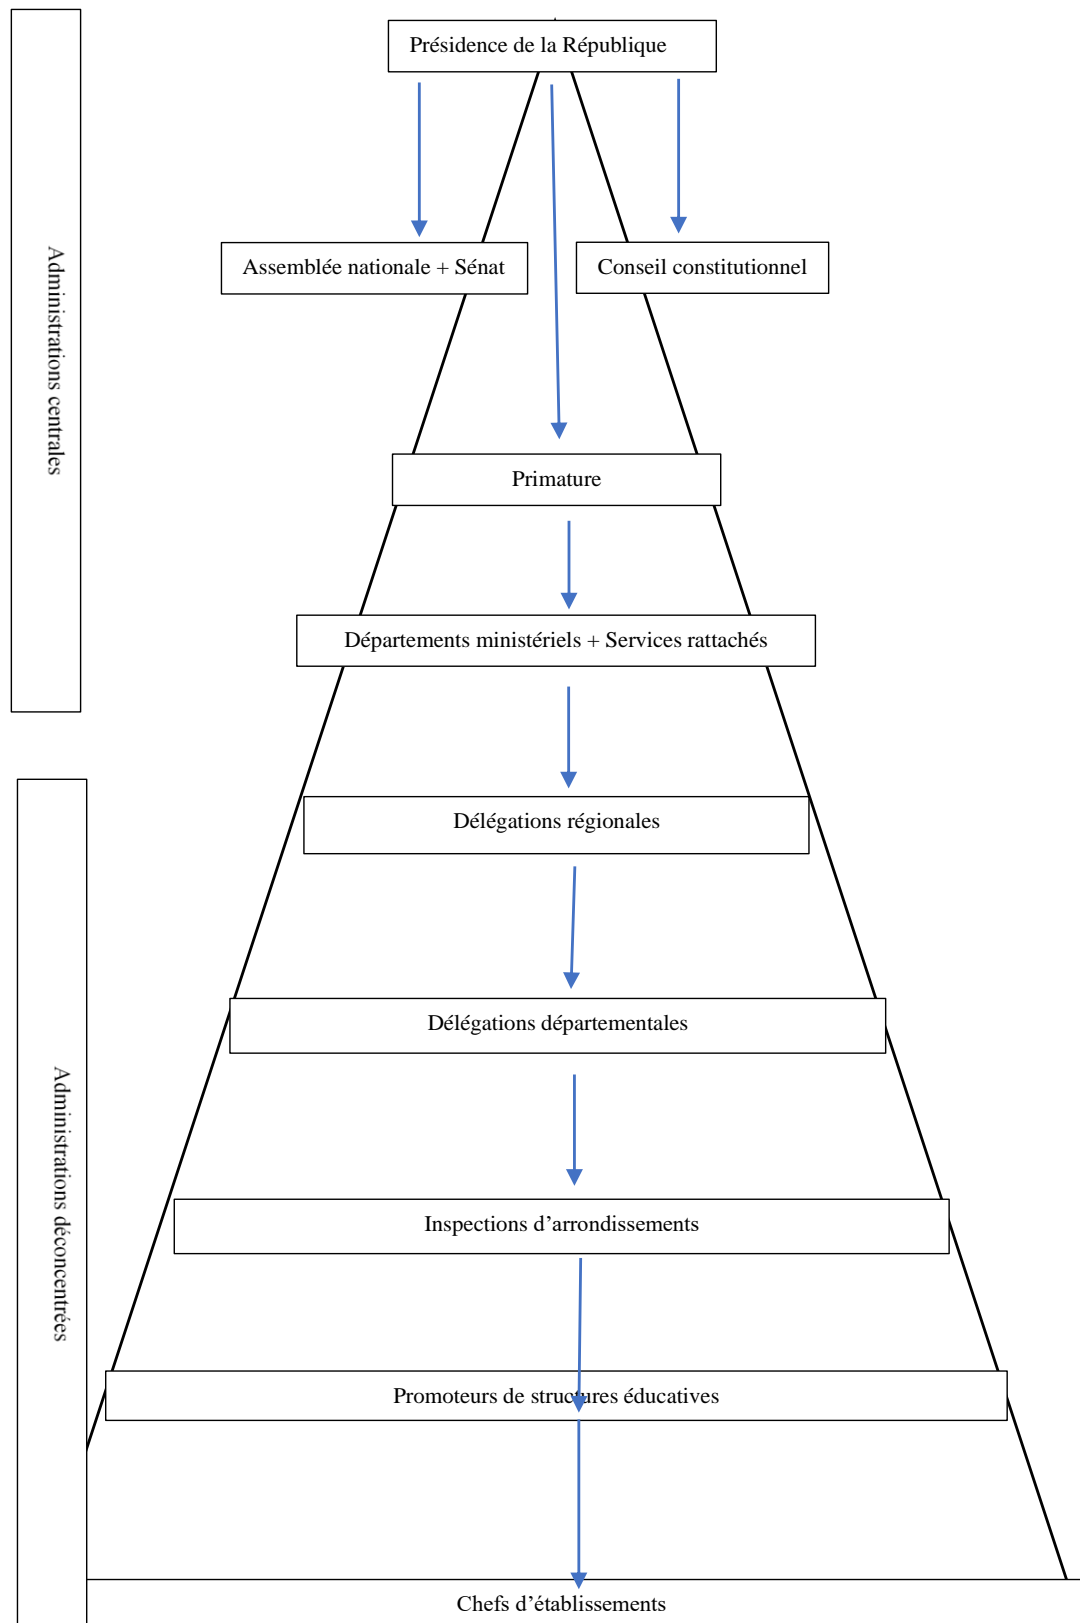 Présidence de la République
Assemblée nationale + Sénat
Conseil constitutionnel
Administrations centrales
Primature
Départements ministériels + Services rattachés
Délégations régionales
Délégations départementales
Administrations déconcentrées
Inspections d’arrondissements
Promoteurs de structures éducatives
Chefs d’établissements